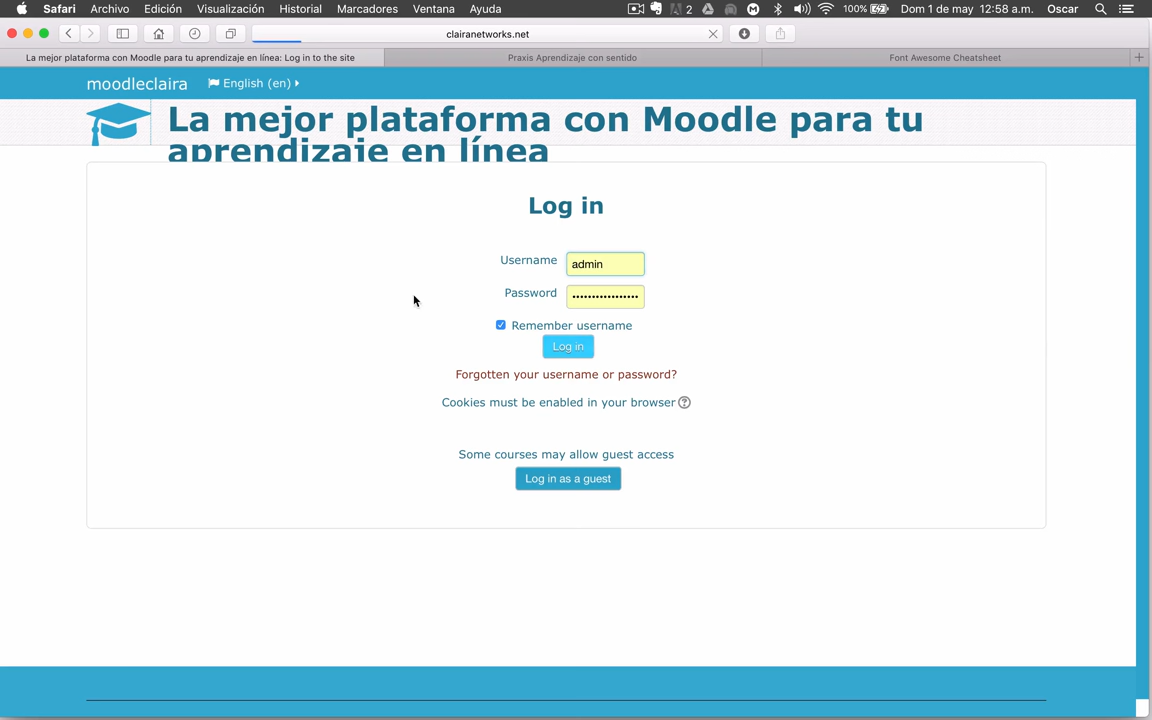 Safari Archivo Edición Visualización Historial Marcadores Ventana Ayuda 2 100% Dom 1 de may 12:58 a.m. Oscar
clairanetworks.net
La mejor plataforma con Moodle para tu aprendizaje en línea: Log in to the site Praxis Aprendizaje con sentido Font Awesome Cheatsheet
moodleclaira English (en)
La mejor plataforma con Moodle para tu
aprendizaje en línea
Log in
Username admin
Password ••••••••••••••••••
Remember username
Log in
Forgotten your username or password?
Cookies must be enabled in your browser ?
Some courses may allow guest access
Log in as a guest